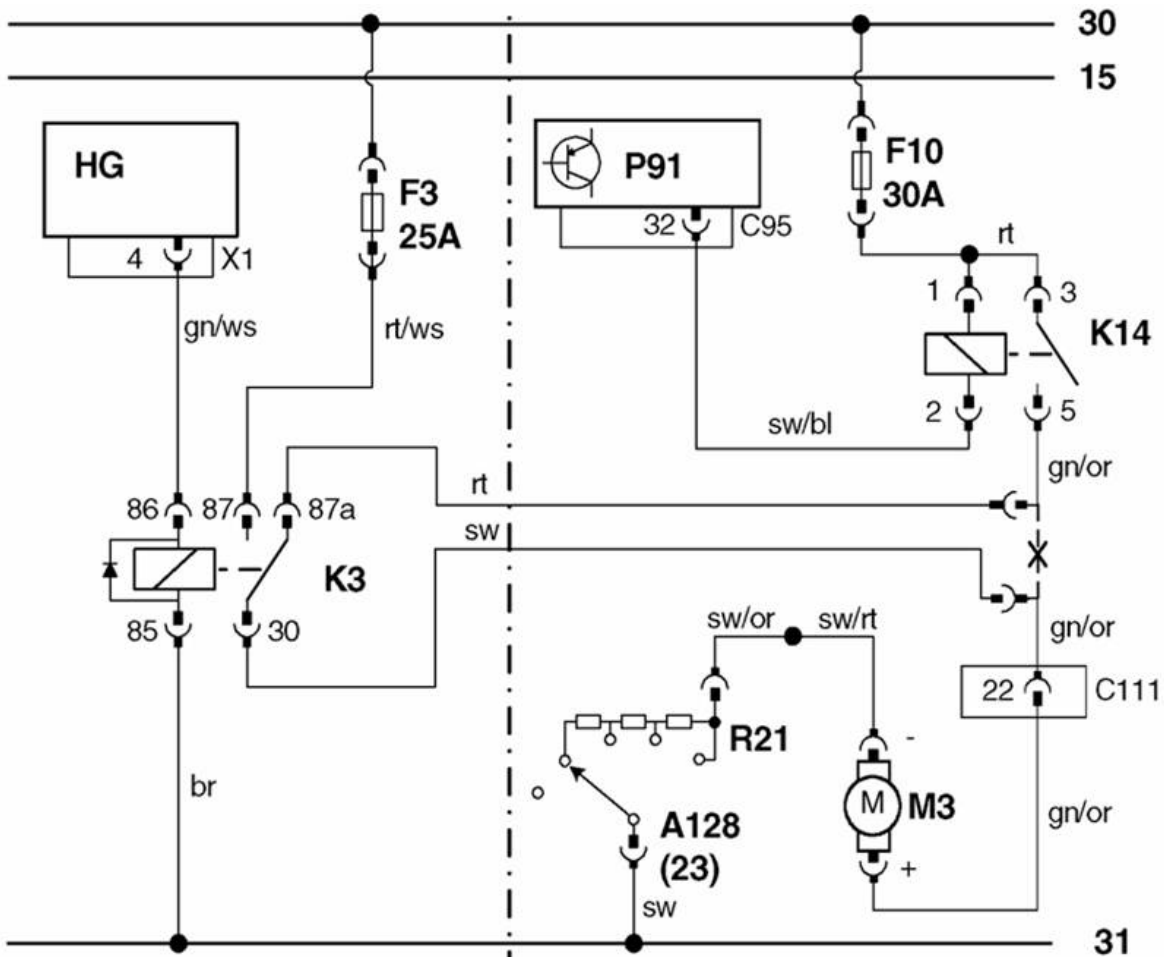 30
15
HG
4
X1
F3
25A
gn/ws
rt/ws
P91
32
C95
F10
30A
rt
1
3
K14
2
5
sw/bl
gn/or
rt
86
87
87a
sw
K3
85
30
sw/or
sw/rt
gn/or
22
C111
R21
-
M
M3
+
gn/or
A128
(23)
br
sw
31